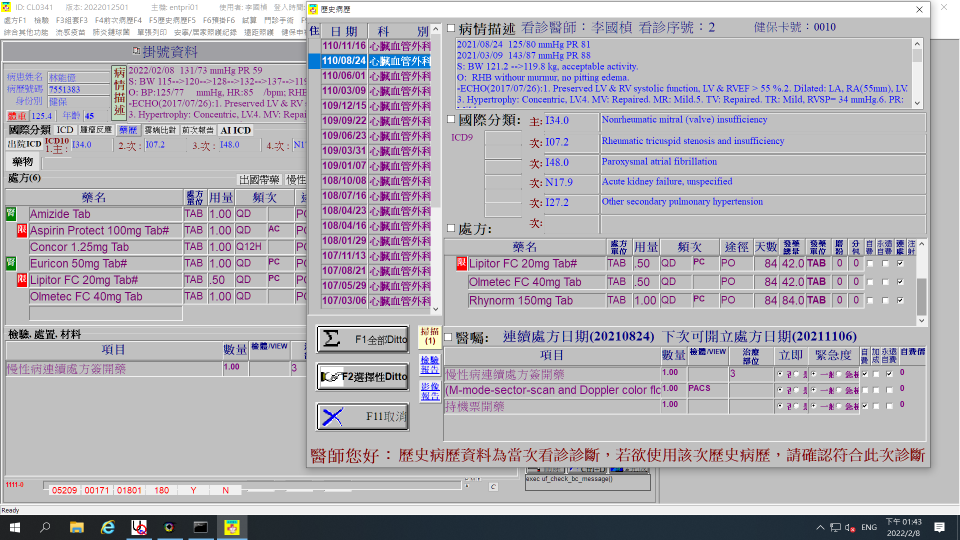 ID: CL0341 版本: 2022012501 主機: entpri01 使用者: 李國楨 登入時間
處方F1 檢驗 F3組套F3 F4前次病歷F4 F5歷史病歷F5 F6預掛F6 試算 門診手術
綜合其他功能 流感疫苗 肺炎鏈球菌 單張列印 安寧/居家照護紀錄 遠距照護
掛號資料
病患姓名 林能億
病歷號碼 7551383
身份別 健保
體重 125.4 年齡 45
病情描述
2022/02/08 131/73 mmHg PR 59
S: BW 115-->120-->128-->132-->137-->119
O: BP:125/77 mmHg, HR:85 /bpm; RHB
-ECHO(2017/07/26):1. Preserved LV & RV s
3. Hypertrophy: Concentric, LV.4. MV: Repa
國際分類 ICD 腫瘤反應 藥歷 雲端比對 前次報告 AI ICD
出院ICD ICD10 1.主: I34.0 2.次: I07.2 3.次: I48.0 4.次: N1
藥物
處方(6) 出國帶藥 慢性
藥名 處方單位 用量 頻次
腎 Amizide Tab TAB 1.00 QD PO
限 Aspirin Protect 100mg Tab# TAB 1.00 QD AC PO
Concor 1.25mg Tab TAB 1.00 Q12H PO
腎 Euricon 50mg Tab TAB 1.00 QD PC PO
限 Lipitor FC 20mg Tab# TAB .50 QD PC PO
Olmetec FC 40mg Tab TAB 1.00 QD PO
檢驗, 處置, 材料
項目 數量 檢體/VIEW
慢性病連續處方簽開藥 1.00 3
1111-0 05209 00171 01801 180 Y N
C
exec uf_check_bc_message()
Ready
歷史病歷
住 日期 科別
110/11/16 心臟血管外科
110/08/24 心臟血管外科
110/06/01 心臟血管外科
110/03/09 心臟血管外科
109/12/15 心臟血管外科
109/09/22 心臟血管外科
109/06/23 心臟血管外科
109/03/31 心臟血管外科
109/01/07 心臟血管外科
108/10/08 心臟血管外科
108/07/16 心臟血管外科
108/04/23 心臟血管外科
108/04/16 心臟血管外科
108/01/29 心臟血管外科
107/11/13 心臟血管外科
107/08/21 心臟血管外科
107/05/29 心臟血管外科
107/03/06 心臟血管外科
F1全部Ditto
F2選擇性Ditto
F11取消
掃描(1)
檢驗報告
影像報告
病情描述 看診醫師：李國楨 看診序號：2 健保卡號：0010
2021/08/24 125/80 mmHg PR 81
2021/03/09 143/87 mmHg PR 88
S: BW 121.2 -->119.8 kg, acceptable activity.
O: RHB withour murmur, no pitting edema.
-ECHO(2017/07/26):1. Preserved LV & RV systolic function, LV & RVEF > 55 %.2. Dilated: LA, RA(55mm), LV.
3. Hypertrophy: Concentric, LV.4. MV: Repaired. MR: Mild.5. TV: Repaired. TR: Mild, RVSP= 34 mmHg.6. PR:
國際分類: 主: I34.0 Nonrheumatic mitral (valve) insufficiency
ICD9 次: I07.2 Rheumatic tricuspid stenosis and insufficiency
次: I48.0 Paroxysmal atrial fibrillation
次: N17.9 Acute kidney failure, unspecified
次: I27.2 Other secondary pulmonary hypertension
次:
處方:
藥名 處方單位 用量 頻次 途徑 天數 發藥總量 發藥單位 磨粉 分包 自費 永遠自費 連處 注射
限 Lipitor FC 20mg Tab# TAB .50 QD PC PO 84 42.0 TAB 0 0
Olmetec FC 40mg Tab TAB .50 QD PO 84 42.0 TAB 0 0
Rhynorm 150mg Tab TAB 1.00 QD PC PO 84 84.0 TAB 0 0
醫囑: 連續處方日期(20210824) 下次可開立處方日期(20211106)
項目 數量 檢體/VIEW 治療部位 立即 緊急度 自費 加成 永遠自費 自費價
慢性病連續處方簽開藥 1.00 3 0
(M-mode-sector-scan and Doppler color flo 1.00 PACS 0
持機票開藥 1.00 0
醫師您好：歷史病歷資料為當次看診診斷，若欲使用該次歷史病歷，請確認符合此次診斷
ENG
下午 01:43
2022/2/8